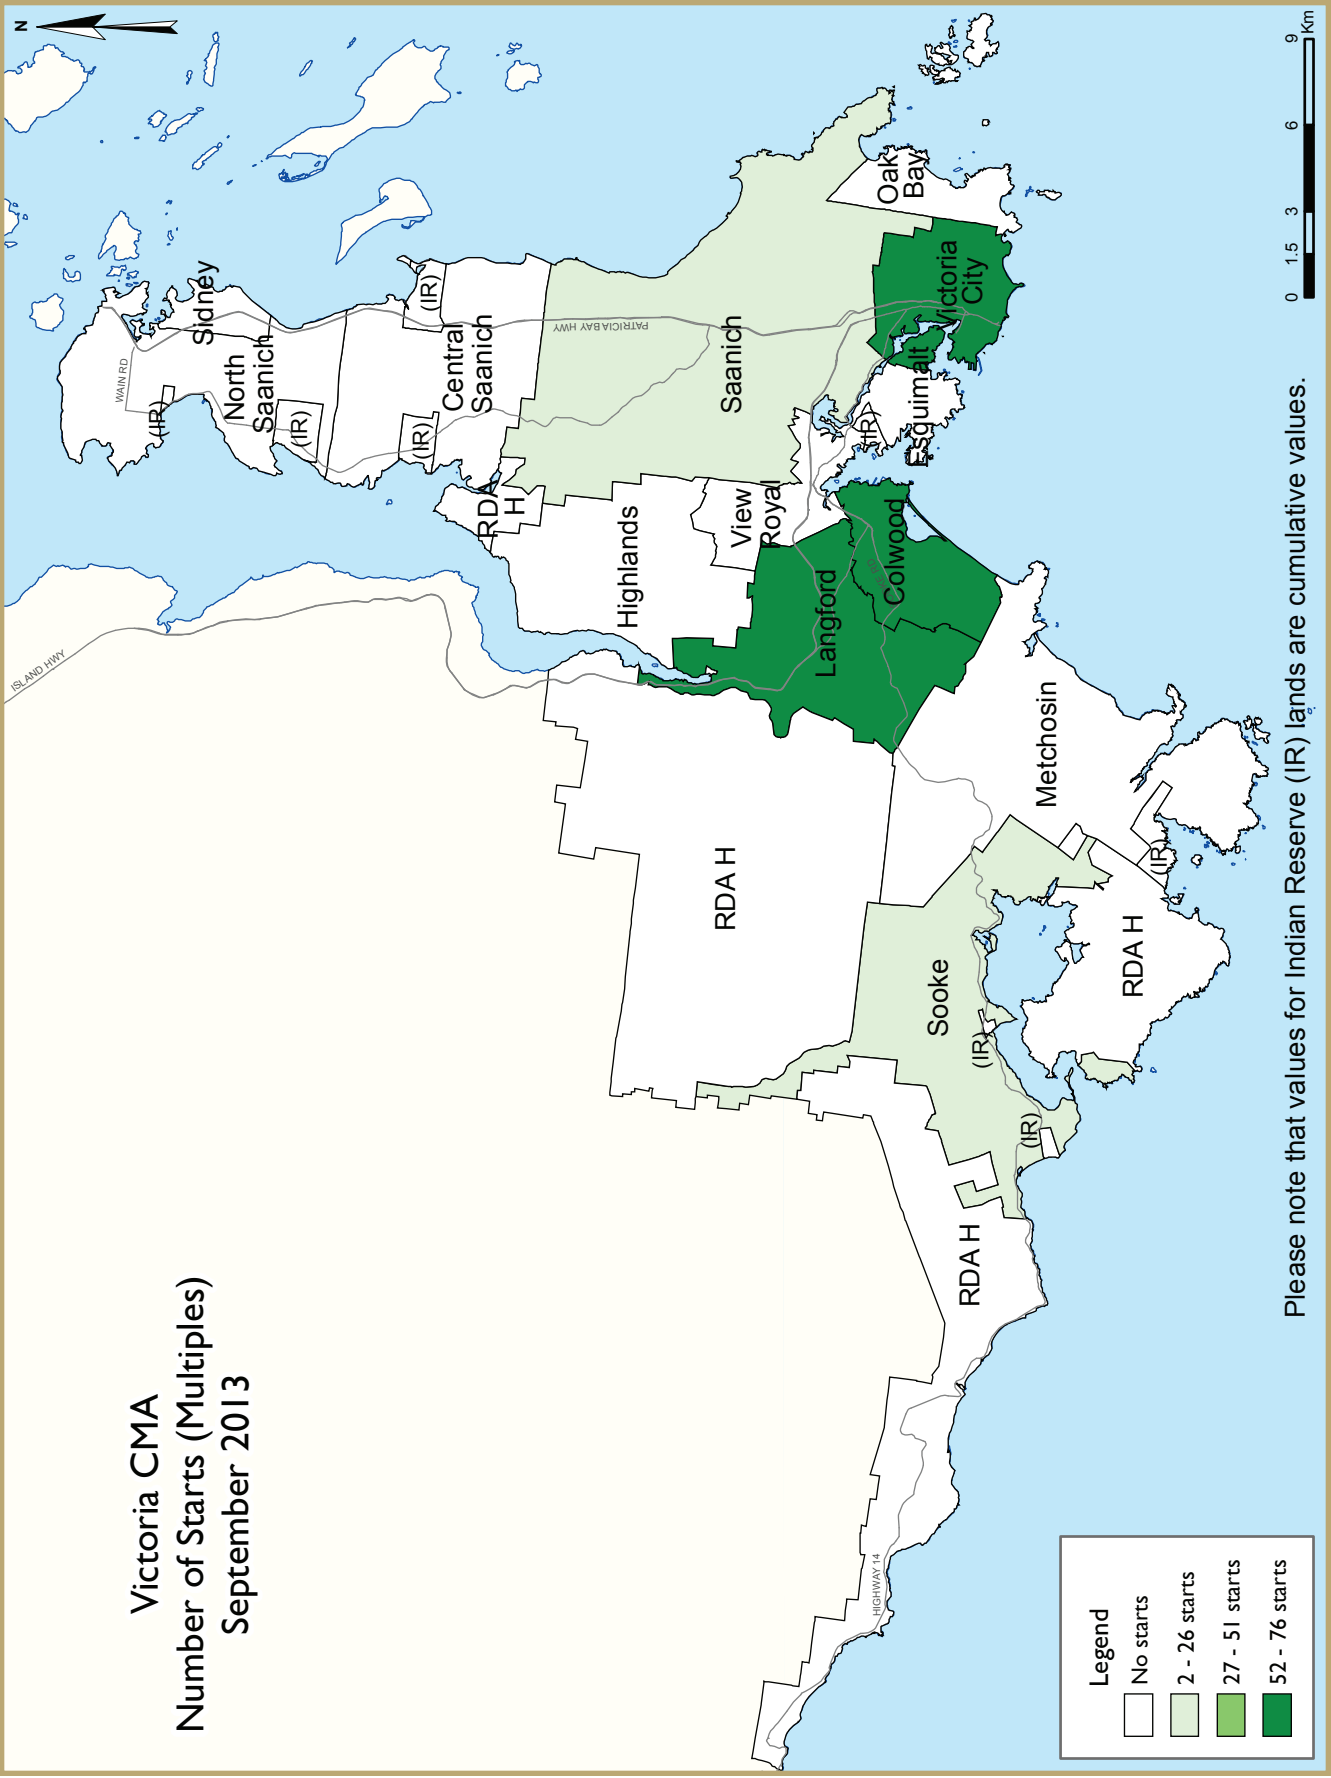 Victoria CMA
Number of Starts (Multiples)
September 2013
N
ISLAND HWY
WAIN RD
(IR)
Sidney
North
Saanich
(IR)
(IR)
Central
Saanich
(IR)
PATRICIA BAY HWY
RDA
H
Saanich
Highlands
View
Royal
Oak
Bay
Victoria
City
Esquimalt
(IR)
Langford
Colwood
Metchosin
(IR)
RDA H
Sooke
(IR)
(IR)
RDA H
RDA H
HIGHWAY 14
Legend
No starts
2 - 26 starts
27 - 51 starts
52 - 76 starts
0 1.5 3 6 9
Km
Please note that values for Indian Reserve (IR) lands are cumulative values.